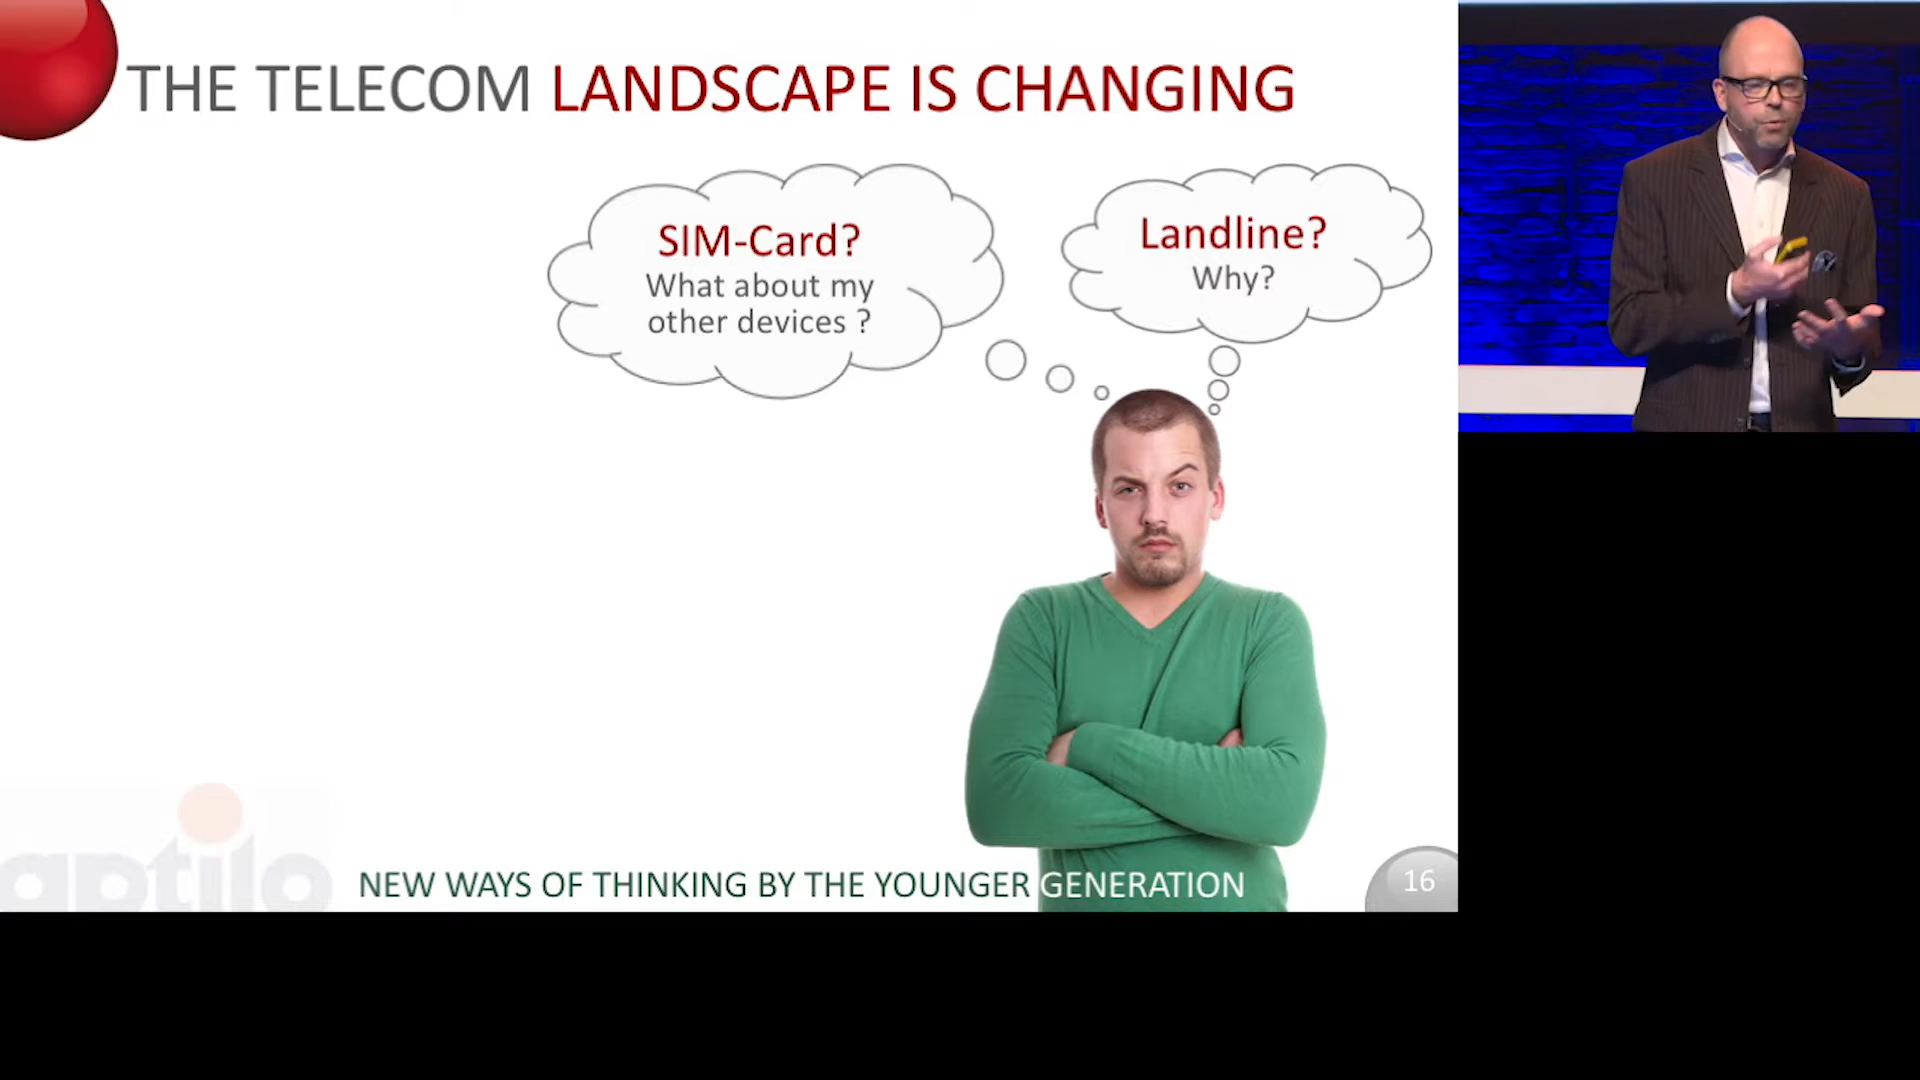 THE TELECOM LANDSCAPE IS CHANGING
SIM-Card?
What about my
other devices ?
Landline?
Why?
aptilo
NEW WAYS OF THINKING BY THE YOUNGER GENERATION
16